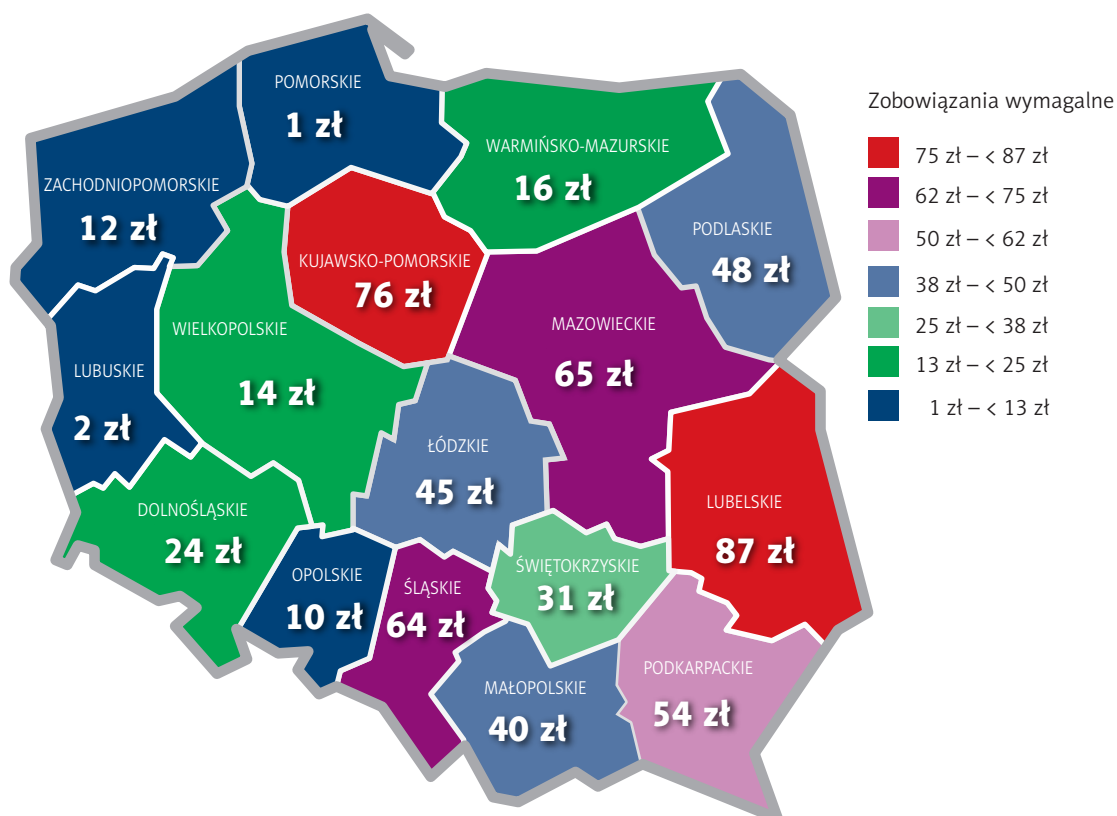 POMORSKIE
1 zł
ZACHODNIOPOMORSKIE
12 zł
WARMIŃSKO-MAZURSKIE
16 zł
PODLASKIE
48 zł
KUJAWSKO-POMORSKIE
76 zł
WIELKOPOLSKIE
14 zł
MAZOWIECKIE
65 zł
LUBUSKIE
2 zł
ŁÓDZKIE
45 zł
LUBELSKIE
87 zł
DOLNOŚLĄSKIE
24 zł
OPOLSKIE
10 zł
ŚLĄSKIE
64 zł
ŚWIĘTOKRZYSKIE
31 zł
MAŁOPOLSKIE
40 zł
PODKARPACKIE
54 zł
Zobowiązania wymagalne
75 zł – < 87 zł
62 zł – < 75 zł
50 zł – < 62 zł
38 zł – < 50 zł
25 zł – < 38 zł
13 zł – < 25 zł
1 zł – < 13 zł